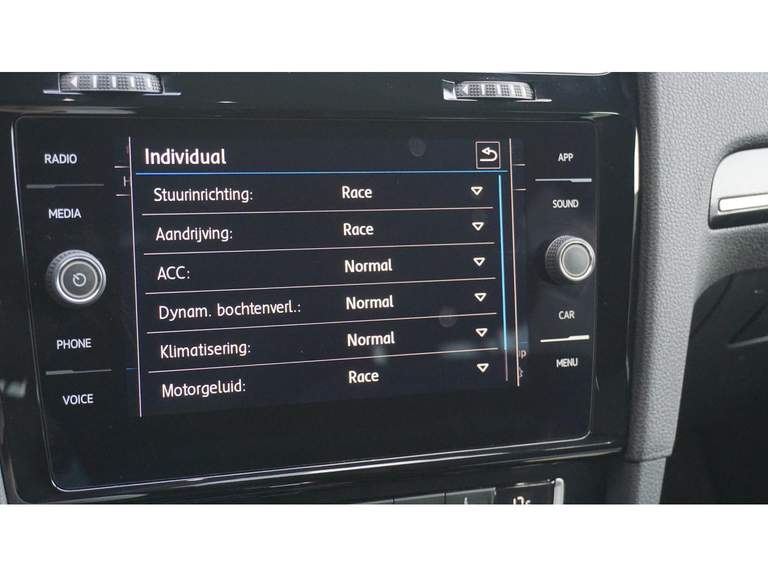 Individual
Stuurinrichting: Race
Aandrijving: Race
ACC: Normal
Dynam. bochtenverl.: Normal
Klimatisering: Normal
Motorgeluid: Race
RADIO
MEDIA
PHONE
VOICE
APP
SOUND
CAR
MENU